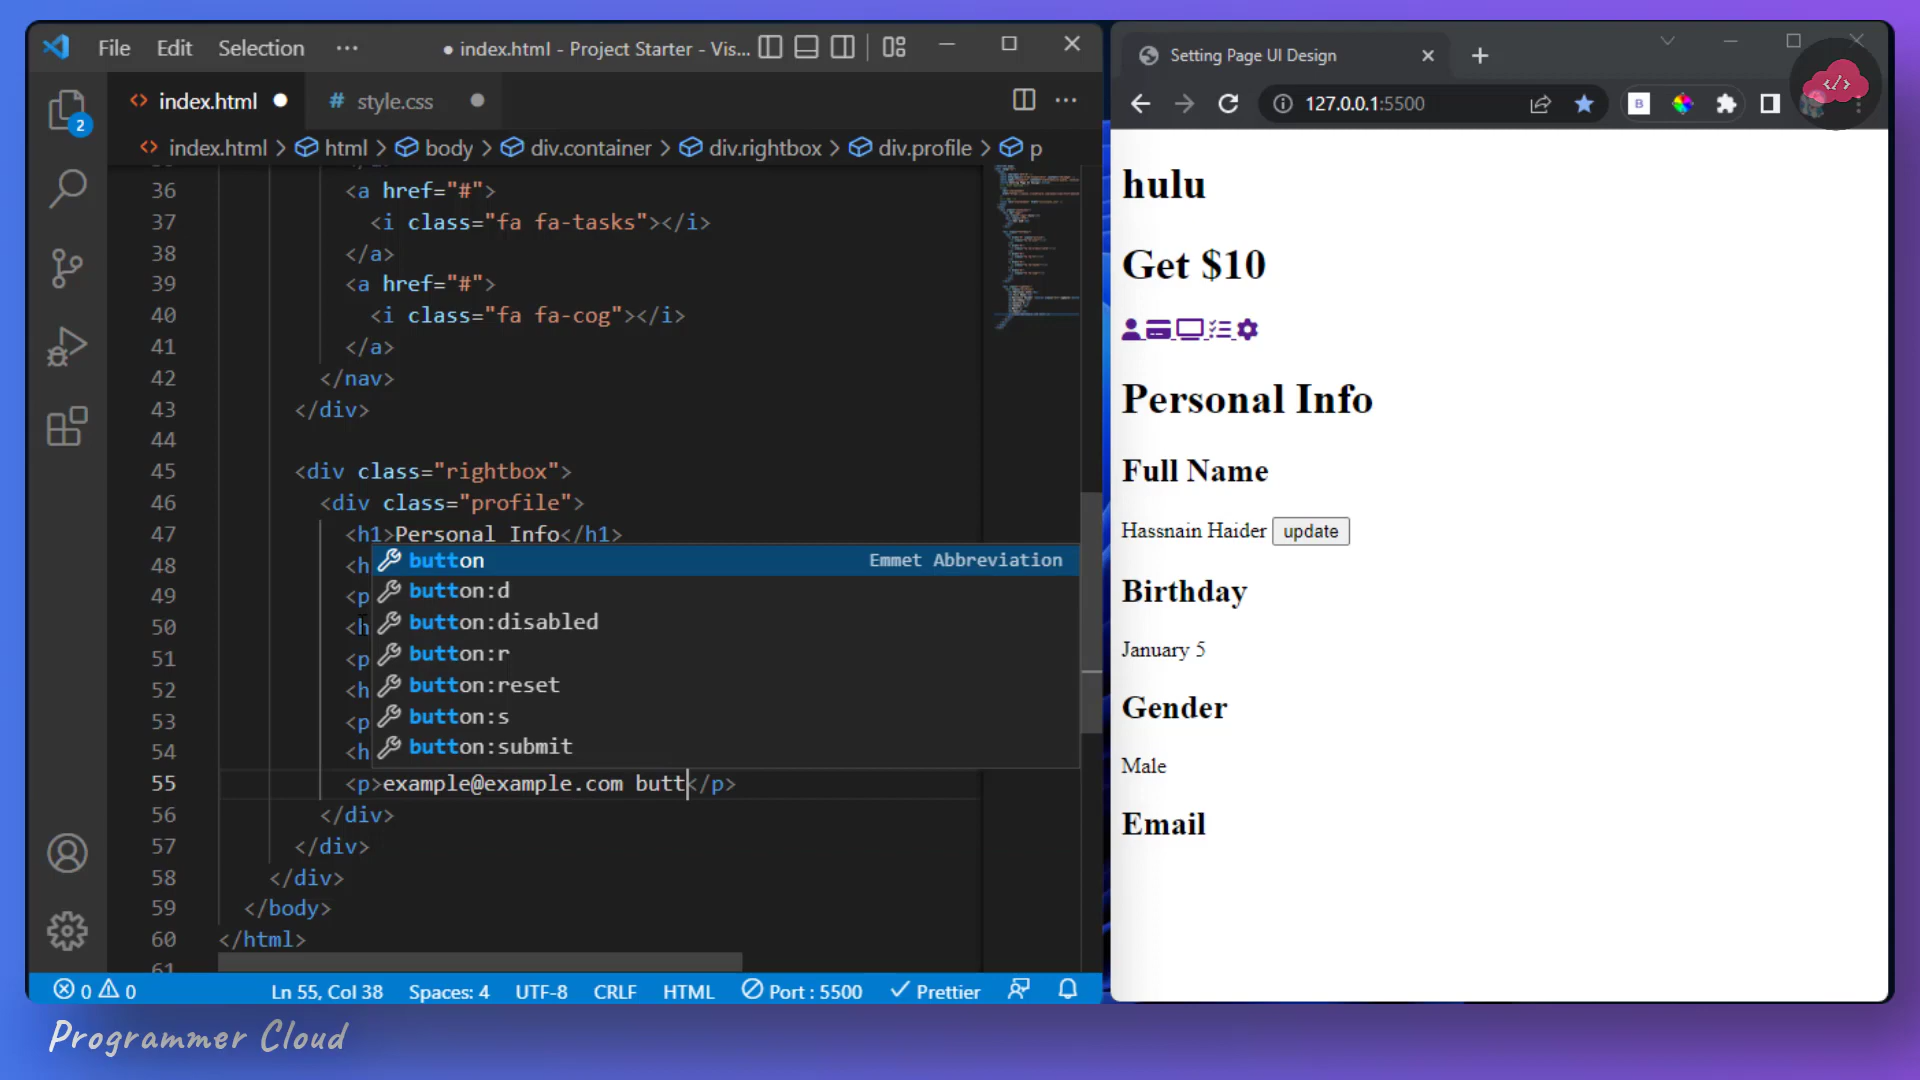 File Edit Selection ··· ● index.html - Project Starter - Vis...
index.html ● style.css ●
index.html > html > body > div.container > div.rightbox > div.profile > p
36 <a href="#">
37 <i class="fa fa-tasks"></i>
38 </a>
39 <a href="#">
40 <i class="fa fa-cog"></i>
41 </a>
42 </nav>
43 </div>
44
45 <div class="rightbox">
46 <div class="profile">
47 <h1>Personal Info</h1>
48 <h
49 <p
50 <h
51 <p
52 <h
53 <p
54 <h
button Emmet Abbreviation
button:d
button:disabled
button:r
button:reset
button:s
button:submit
55 <p>example@example.com butt</p>
56 </div>
57 </div>
58 </div>
59 </body>
60 </html>
61
2
0 0 Ln 55, Col 38 Spaces: 4 UTF-8 CRLF HTML Port : 5500 Prettier
Setting Page UI Design
127.0.0.1:5500 B </>
hulu
Get $10
Personal Info
Full Name
Hassnain Haider update
Birthday
January 5
Gender
Male
Email
Programmer Cloud